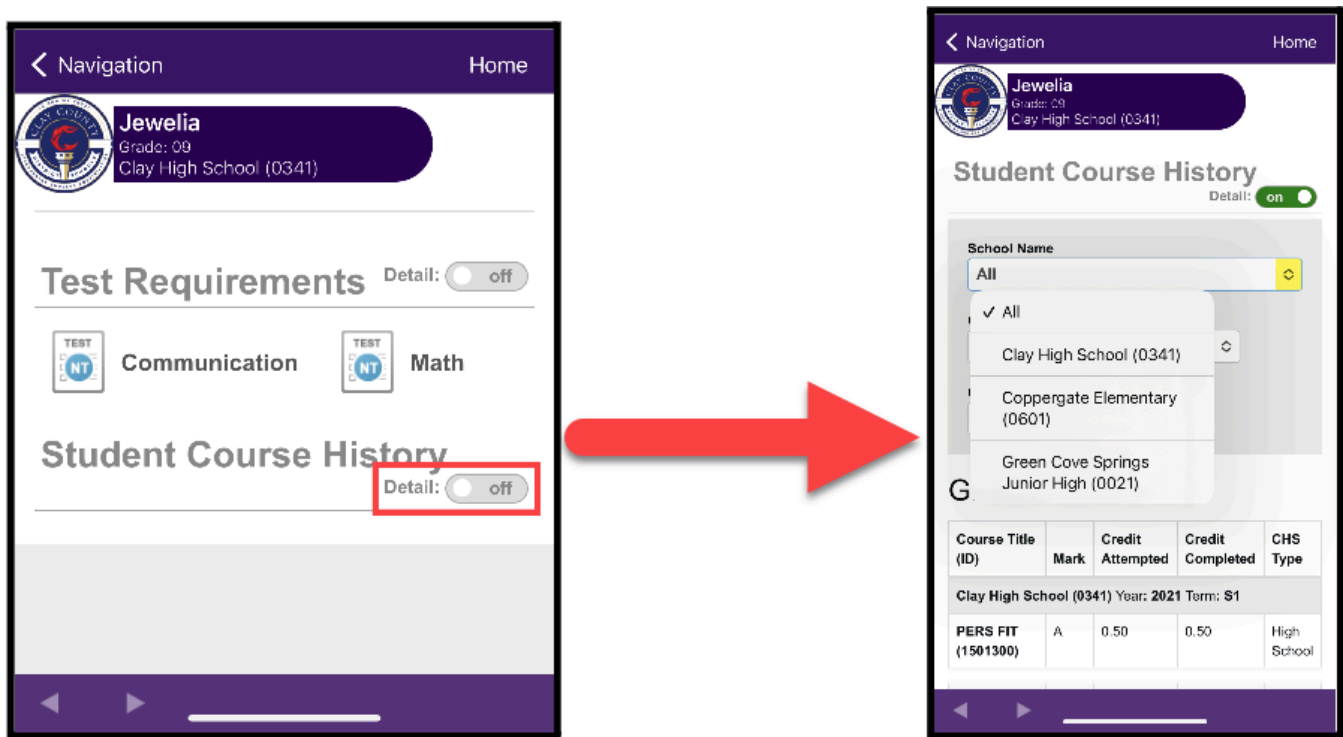 Navigation Home
Jewelia
Grade: 09
Clay High School (0341)
CLAY COUNTY
Test Requirements Detail: off
TEST NT Communication TEST NT Math
Student Course History
Detail: off
Navigation Home
Jewelia
Grade: 09
Clay High School (0341)
Student Course History
Detail: on
School Name
All
✓ All
Clay High School (0341)
Coppergate Elementary
(0601)
Green Cove Springs
Junior High (0021)
G
Course Title (ID) Mark Credit Attempted Credit Completed CHS Type
Clay High School (0341) Year: 2021 Term: S1
PERS FIT (1501300) A 0.50 0.50 High School